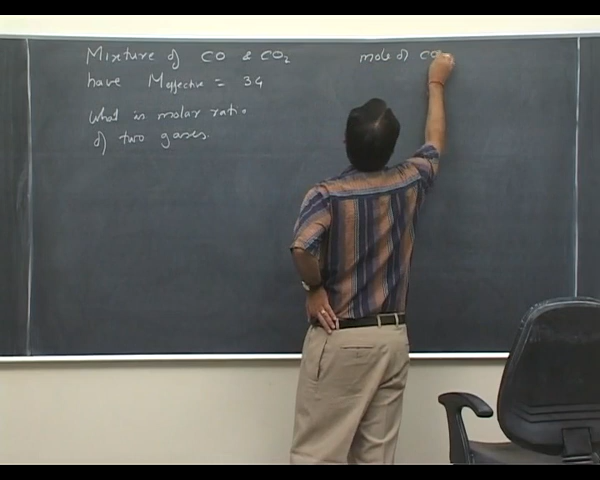 Mixture of CO & CO2
have Meffective = 34
What is molar ratio
of two gases.
mole of CO